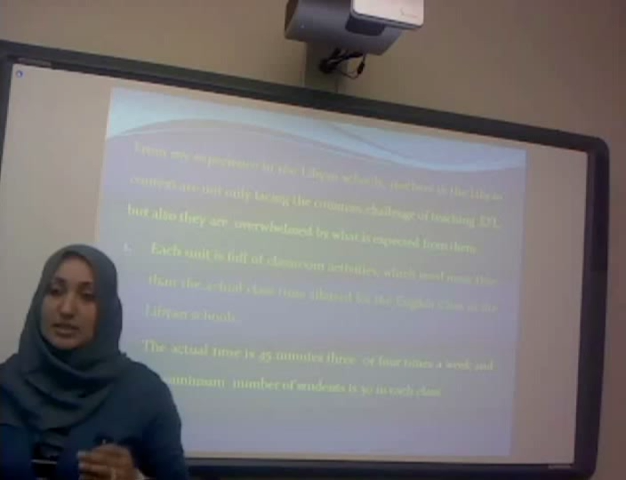 From my experience in the Libyan schools, teachers in the Libyan
context are not only facing the common challenge of teaching EFL
but also they are overwhelmed by what is expected from them
1. Each unit is full of classroom activities, which need more time
than the actual class time allotted for the English class in the
Libyan schools.
The actual time is 45 minutes three or four times a week and
minimum number of students is 30 in each class